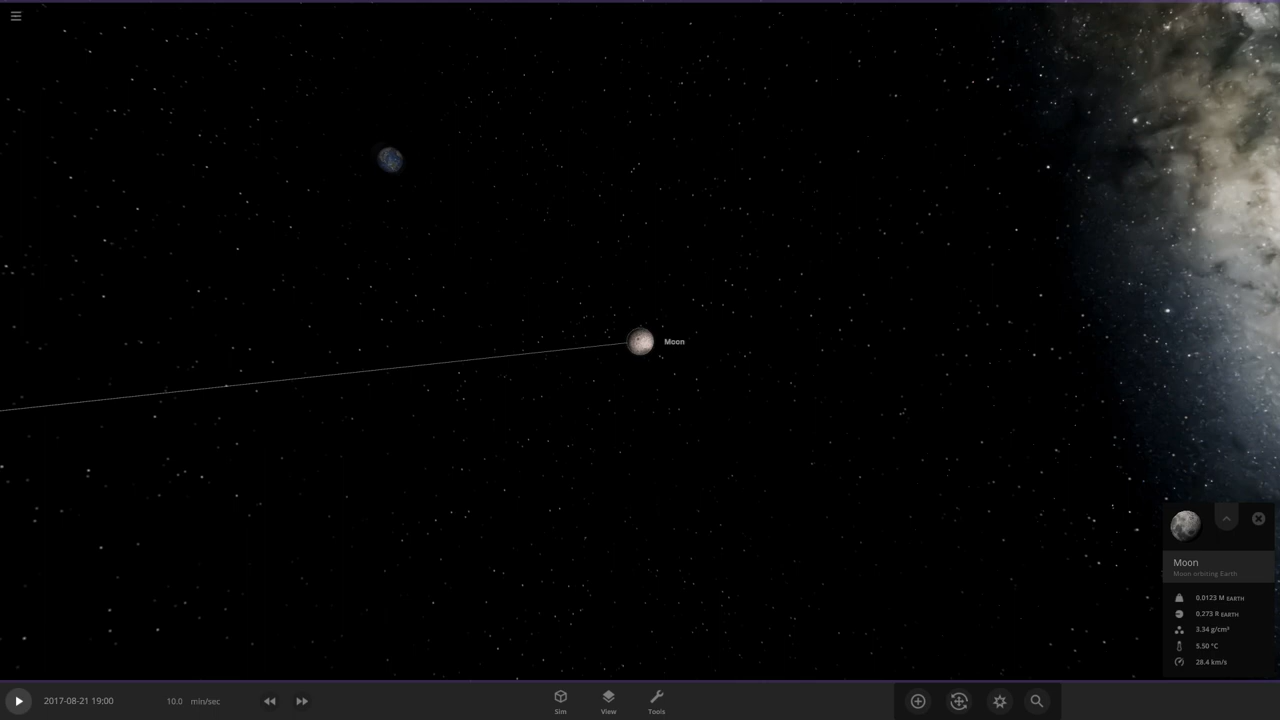 Moon
Moon
Moon orbiting Earth
0.0123 M EARTH
0.273 R EARTH
3.34 g/cm³
5.50 °C
28.4 km/s
2017-08-21 19:00
10.0 min/sec
Sim
View
Tools